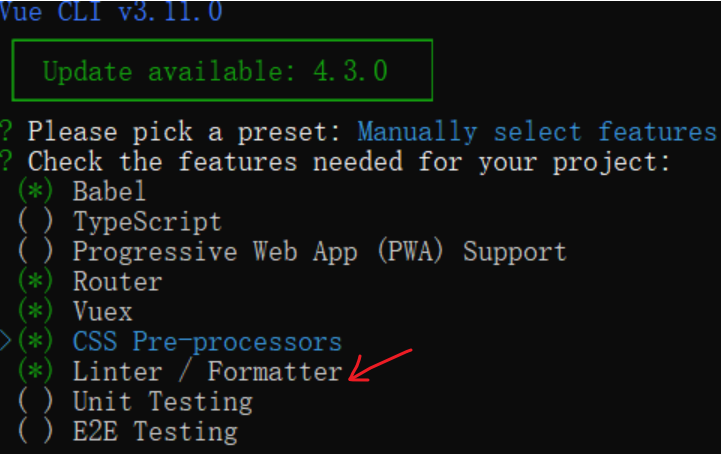 Vue CLI v3.11.0
Update available: 4.3.0
? Please pick a preset: Manually select features
? Check the features needed for your project:
(*) Babel
( ) TypeScript
( ) Progressive Web App (PWA) Support
(*) Router
(*) Vuex
>(*) CSS Pre-processors
(*) Linter / Formatter
( ) Unit Testing
( ) E2E Testing